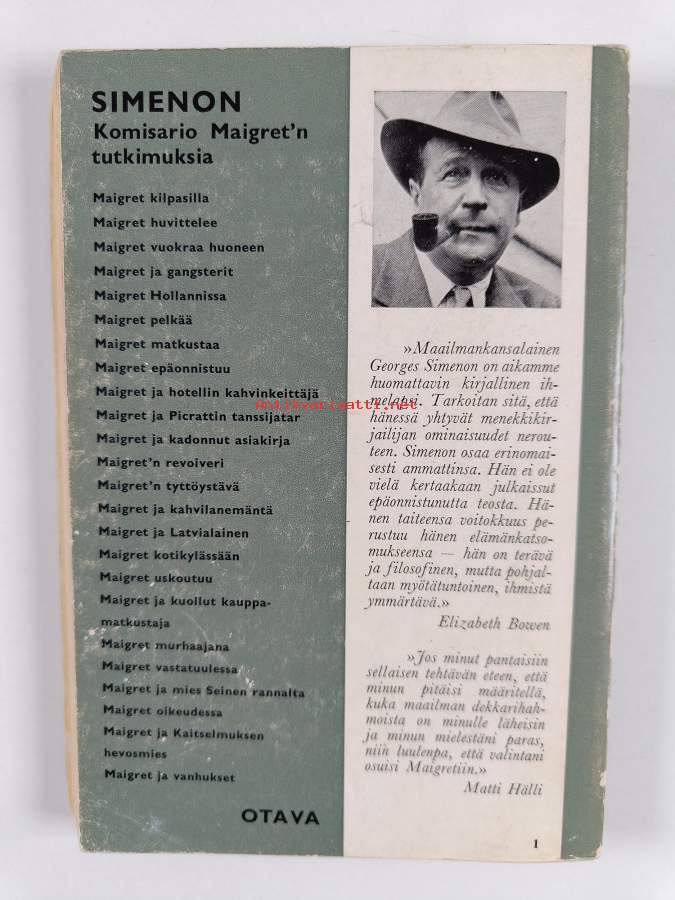 SIMENON
Komisario Maigret'n
tutkimuksia
Maigret kilpasilla
Maigret huvittelee
Maigret vuokraa huoneen
Maigret ja gangsterit
Maigret Hollannissa
Maigret pelkää
Maigret matkustaa
Maigret epäonnistuu
Maigret ja hotellin kahvinkeittäjä
Maigret ja Picrattin tanssijatar
Maigret ja kadonnut asiakirja
Maigret'n revolveri
Maigret'n tyttöystävä
Maigret ja kahvilanemäntä
Maigret ja Latvialainen
Maigret kotikylässään
Maigret uskoutuu
Maigret ja kuollut kauppa-
matkustaja
Maigret murhaajana
Maigret vastatuulessa
Maigret ja mies Seinen rannalta
Maigret oikeudessa
Maigret ja Kaitselmuksen
hevosmies
Maigret ja vanhukset
OTAVA
»Maailmankansalainen
Georges Simenon on aikamme
huomattavin kirjallinen ih-
melapsi. Tarkoitan sitä, että
hänessä yhtyvät menekkikir-
jailijan ominaisuudet nerou-
teen. Simenon osaa erinomai-
sesti ammattinsa. Hän ei ole
vielä kertaakaan julkaissut
epäonnistunutta teosta. Hä-
nen taiteensa voitokkuus pe-
rustuu hänen elämänkatso-
mukseensa — hän on terävä
ja filosofinen, mutta pohjal-
taan myötätuntoinen, ihmistä
ymmärtävä.»
Elizabeth Bowen
»Jos minut pantaisiin
sellaisen tehtävän eteen, että
minun pitäisi määritellä,
kuka maailman dekkarihah-
moista on minulle läheisin
ja minun mielestäni paras,
niin luulenpa, että valintani
osuisi Maigretiin.»
Matti Hälli
1
Antikvariaatti.net